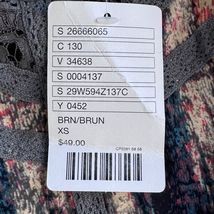 S 26666065
C 130
V 34638
S 0004137
S 29W594Z137C
Y 0452
BRN/BRUN
XS
$49.00